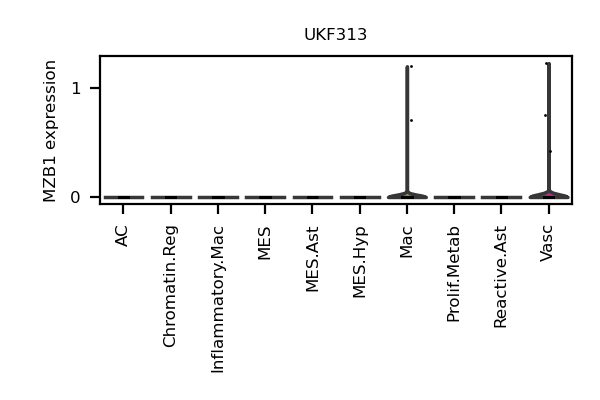 UKF313
MZB1 expression
1
0
AC
Chromatin.Reg
Inflammatory.Mac
MES
MES.Ast
MES.Hyp
Mac
Prolif.Metab
Reactive.Ast
Vasc